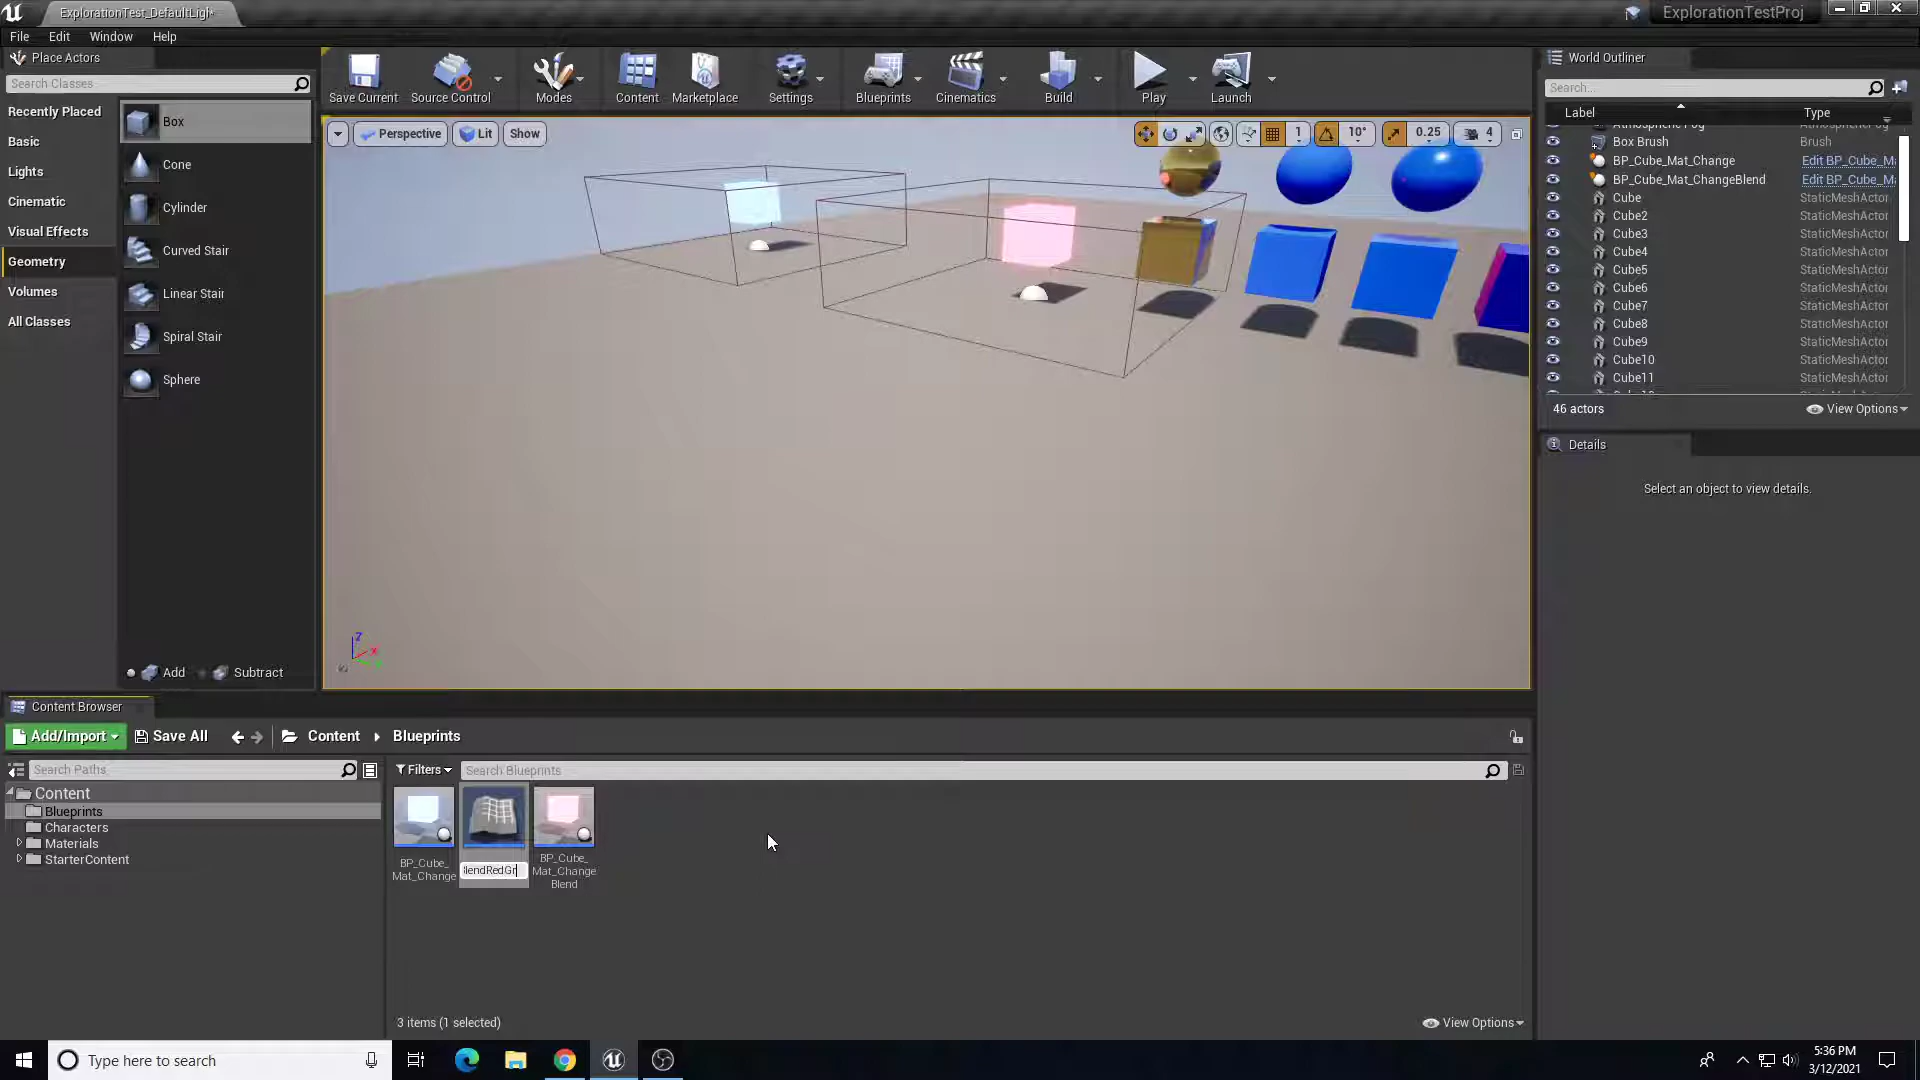 ExplorationTest_DefaultLigh*
ExplorationTestProj
File Edit Window Help
Place Actors
Search Classes
Recently Placed
Basic
Lights
Cinematic
Visual Effects
Geometry
Volumes
All Classes
Box
Cone
Cylinder
Curved Stair
Linear Stair
Spiral Stair
Sphere
Add Subtract
Save Current Source Control Modes Content Marketplace Settings Blueprints Cinematics Build Play Launch
Perspective Lit Show
1 10° 0.25 4
World Outliner
Search...
Label Type
Atmospheric Fog AtmosphericFog
Box Brush Brush
BP_Cube_Mat_Change Edit BP_Cube_Ma
BP_Cube_Mat_ChangeBlend Edit BP_Cube_Ma
Cube StaticMeshActor
Cube2 StaticMeshActor
Cube3 StaticMeshActor
Cube4 StaticMeshActor
Cube5 StaticMeshActor
Cube6 StaticMeshActor
Cube7 StaticMeshActor
Cube8 StaticMeshActor
Cube9 StaticMeshActor
Cube10 StaticMeshActor
Cube11 StaticMeshActor
46 actors View Options
Details
Select an object to view details.
Content Browser
Add/Import Save All Content Blueprints
Search Paths
Content
Blueprints
Characters
Materials
StarterContent
Filters Search Blueprints
BP_Cube_
Mat_Change
lendRedGr
BP_Cube_
Mat_Change
Blend
3 items (1 selected) View Options
Type here to search
5:36 PM
3/12/2021